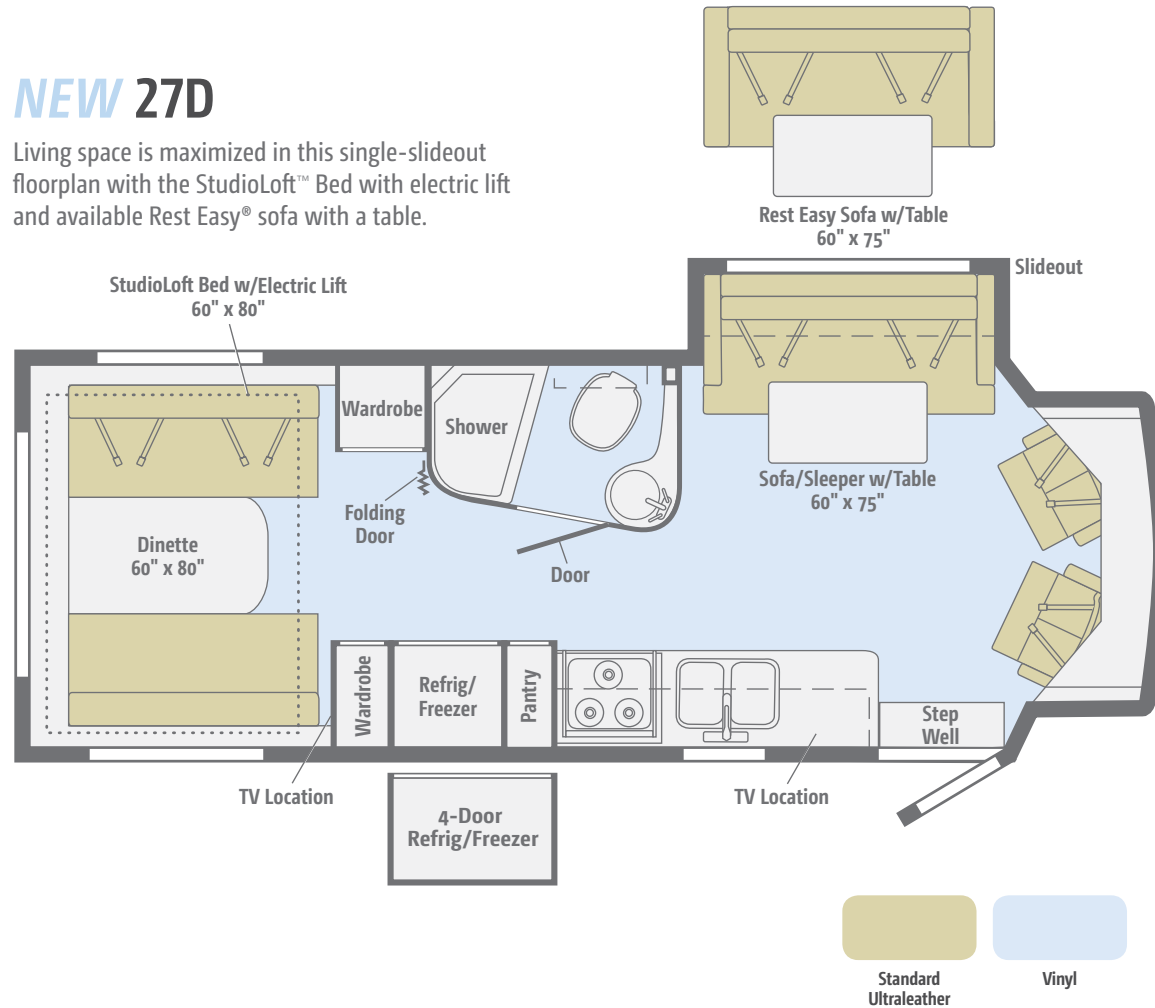 NEW 27D
Living space is maximized in this single-slideout
floorplan with the StudioLoft™ Bed with electric lift
and available Rest Easy® sofa with a table.
Rest Easy Sofa w/Table
60" x 75"
Slideout
StudioLoft Bed w/Electric Lift
60" x 80"
Wardrobe
Shower
Folding
Door
Sofa/Sleeper w/Table
60" x 75"
Dinette
60" x 80"
Door
Wardrobe
Refrig/
Freezer
Pantry
Step
Well
TV Location
TV Location
4-Door
Refrig/Freezer
Standard
Ultraleather
Vinyl